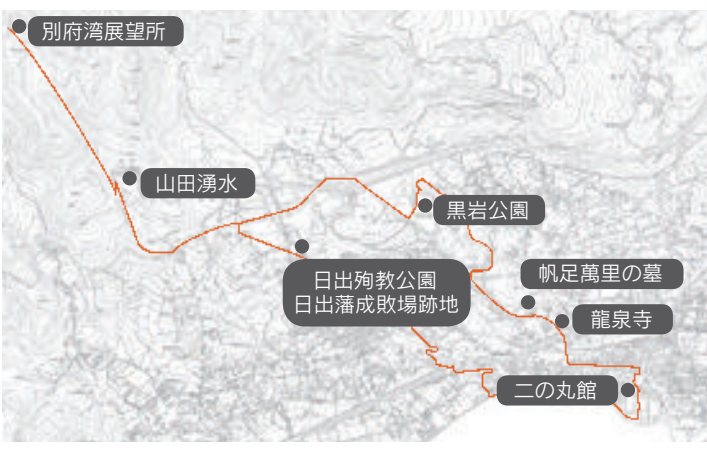 別府湾展望所
山田湧水
黒岩公園
日出殉教公園
日出藩成敗場跡地
帆足萬里の墓
龍泉寺
二の丸館